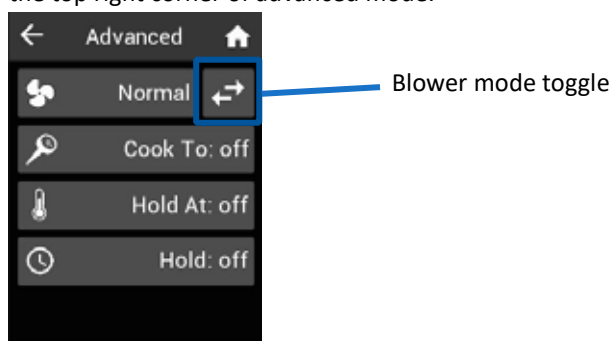 the top right corner of advanced mode.
Advanced
Normal
Blower mode toggle
Cook To: off
Hold At: off
Hold: off